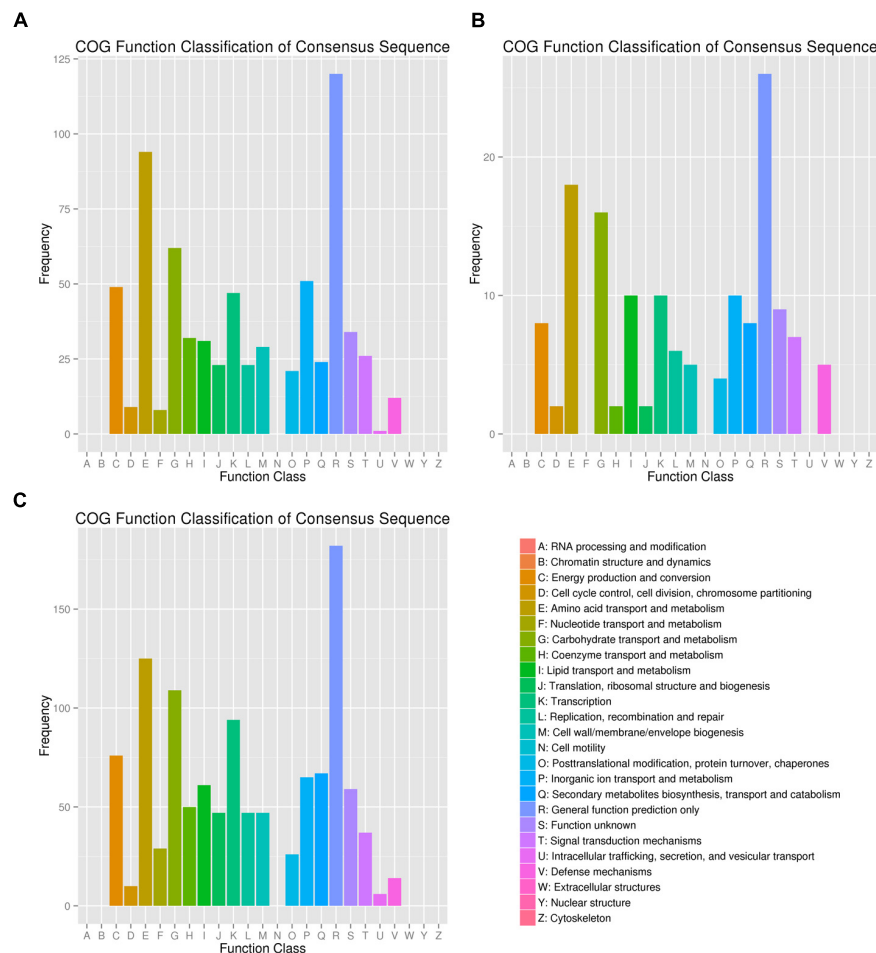 A
COG Function Classification of Consensus Sequence
125
100
75
50
25
0
Frequency
A B C D E F G H I J K L M N O P Q R S T U V W Y Z
Function Class
B
COG Function Classification of Consensus Sequence
20
10
0
Frequency
A B C D E F G H I J K L M N O P Q R S T U V W Y Z
Function Class
C
COG Function Classification of Consensus Sequence
150
100
50
0
Frequency
A B C D E F G H I J K L M N O P Q R S T U V W Y Z
Function Class
A: RNA processing and modification
B: Chromatin structure and dynamics
C: Energy production and conversion
D: Cell cycle control, cell division, chromosome partitioning
E: Amino acid transport and metabolism
F: Nucleotide transport and metabolism
G: Carbohydrate transport and metabolism
H: Coenzyme transport and metabolism
I: Lipid transport and metabolism
J: Translation, ribosomal structure and biogenesis
K: Transcription
L: Replication, recombination and repair
M: Cell wall/membrane/envelope biogenesis
N: Cell motility
O: Posttranslational modification, protein turnover, chaperones
P: Inorganic ion transport and metabolism
Q: Secondary metabolites biosynthesis, transport and catabolism
R: General function prediction only
S: Function unknown
T: Signal transduction mechanisms
U: Intracellular trafficking, secretion, and vesicular transport
V: Defense mechanisms
W: Extracellular structures
Y: Nuclear structure
Z: Cytoskeleton